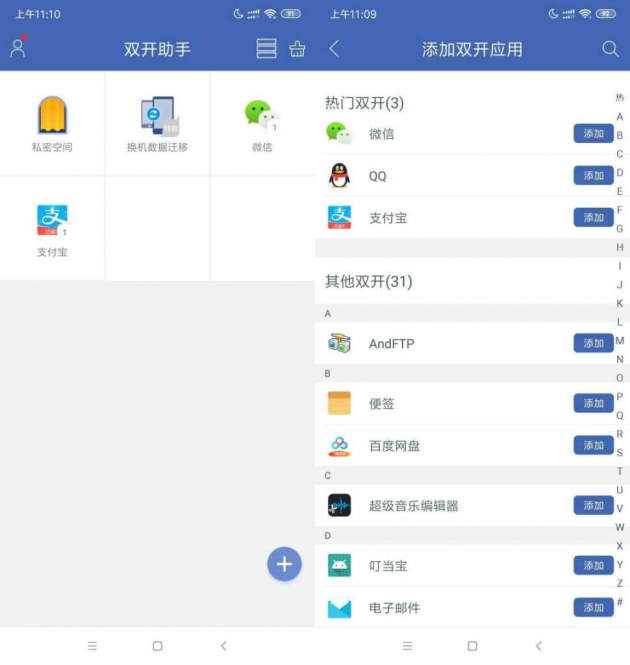 上午11:10
91
双开助手
私密空间
换机数据迁移
1
微信
1
支付宝
上午11:09
92
添加双开应用
热门双开(3)
微信
添加
QQ
添加
支付宝
添加
其他双开(31)
A
AndFTP
添加
B
便签
添加
百度网盘
添加
C
超级音乐编辑器
添加
D
叮当宝
添加
电子邮件
添加
热
A
B
C
D
E
F
G
H
I
J
K
L
M
N
O
P
Q
R
S
T
U
V
W
X
Y
Z
#